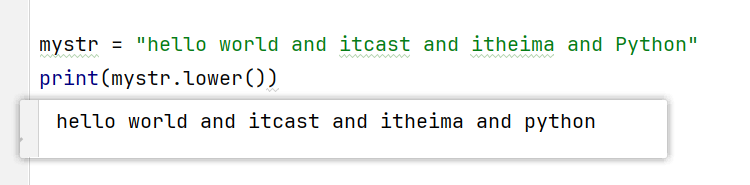 mystr = "hello world and itcast and itheima and Python"
print(mystr.lower())
hello world and itcast and itheima and python